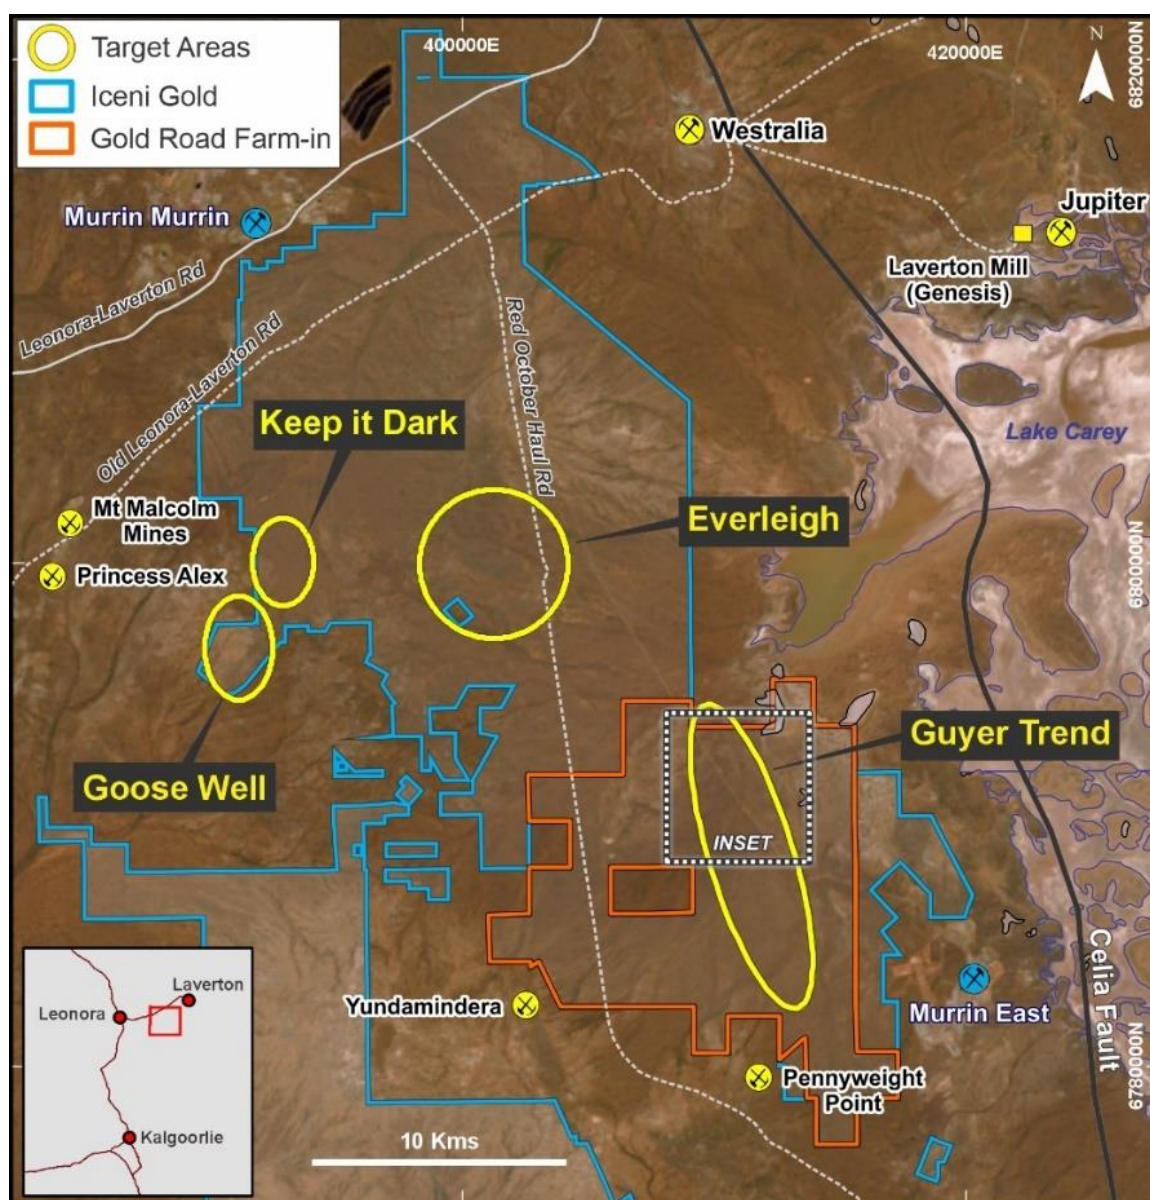 Target Areas
Iceni Gold
Gold Road Farm-in
400000E
420000E
N
6820000N
Westralia
Murrin Murrin
Jupiter
Laverton Mill
(Genesis)
Leonora-Laverton Rd
Old Leonora-Laverton Rd
Red October Haul Rd
Keep it Dark
Lake Carey
Mt Malcolm
Mines
Everleigh
Princess Alex
6800000N
Guyer Trend
Goose Well
INSET
Celia Fault
Yundamindera
Murrin East
Pennyweight
Point
6780000N
10 Kms
Laverton
Leonora
Kalgoorlie